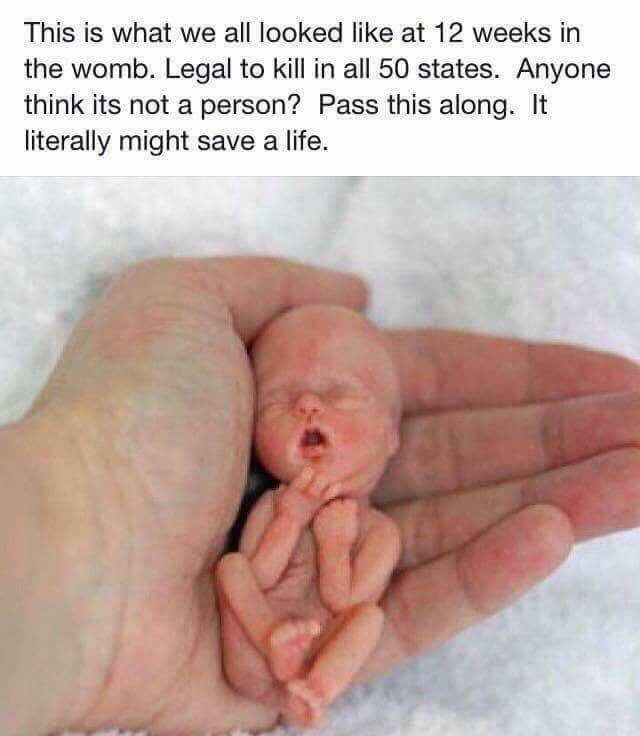 This is what we all looked like at 12 weeks in
the womb. Legal to kill in all 50 states.  Anyone
think its not a person?  Pass this along.  It
literally might save a life.